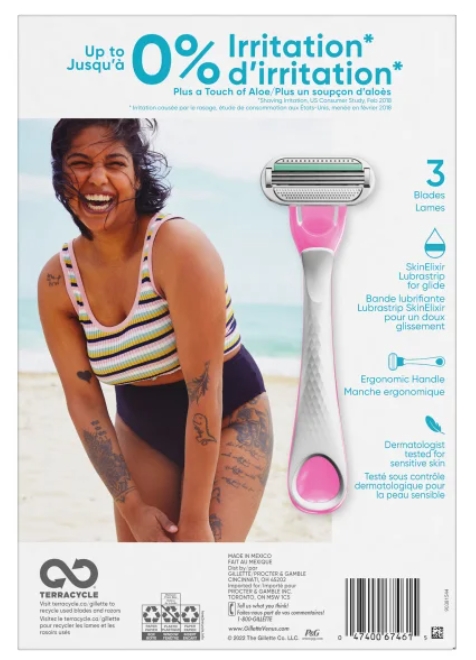 Up to
Jusqu'à
0%
Irritation*
d'irritation*
Plus a Touch of Aloe/Plus un soupçon d'aloès
*Shaving Irritation, US Consumer Study, Feb 2018
* Irritation causée par le rasage, étude de consommation aux États-Unis, menée en février 2018
3
Blades
Lames
SkinElixir
Lubrastrip
for glide
Bande lubrifiante
Lubrastrip SkinElixir
pour un doux
glissement
Ergonomic Handle
Manche ergonomique
Dermatologist
tested for
sensitive skin
Testé sous contrôle
dermatologique pour
la peau sensible
TERRACYCLE
Visit terracycle.ca/gillette to
recycle used blades and razors
Visitez le terracycle.ca/gillette
pour recycler les lames et les
rasoirs usés
MADE IN MEXICO
FAIT AU MEXIQUE
Dist by/par
GILLETTE/PROCTER & GAMBLE
CINCINNATI, OH 45202
Imported for/Importé pour
PROCTER & GAMBLE INC.
TORONTO, ON M5W 1C5
Tell us what you think!
Faites-nous part de vos commentaires!
1-800-
www.GilletteVenus.com
© 2022 The Gillette Co. LLC.
P&G
0 47400 67461 5